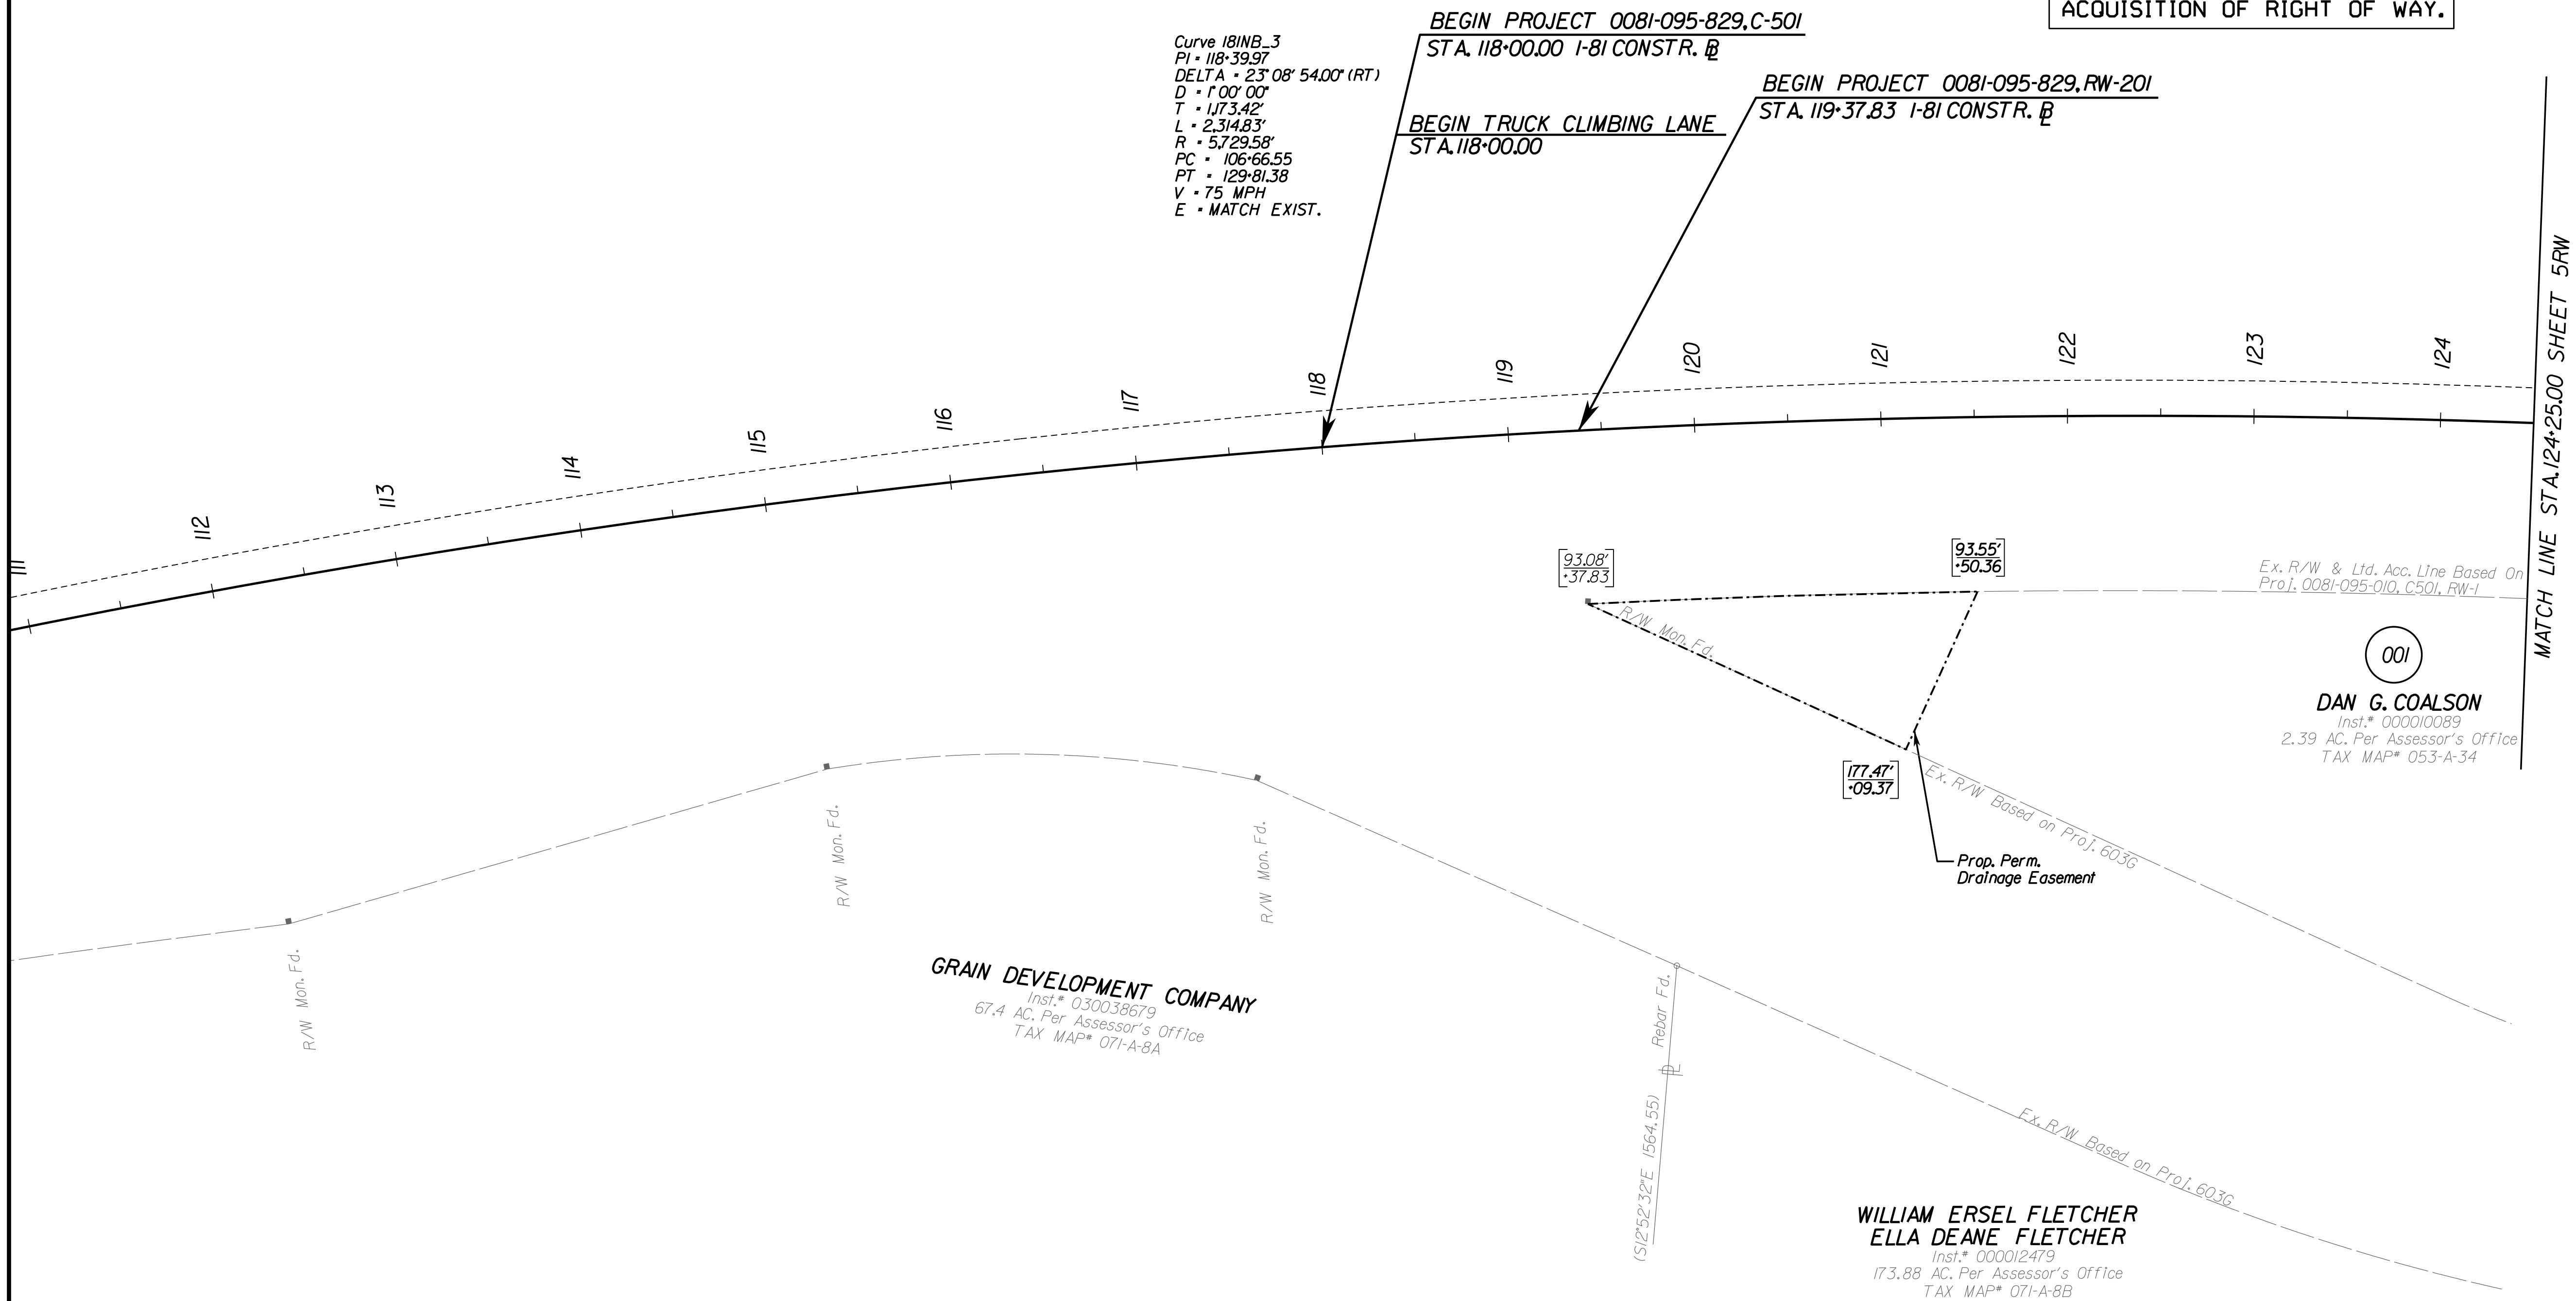 ACQUISITION OF RIGHT OF WAY.
BEGIN PROJECT 0081-095-829, C-501
STA. 118+00.00 I-81 CONSTR. BL
Curve I81NB_3
PI = 118+39.97
DELTA = 23° 08' 54.00" (RT)
D = 1° 00' 00"
T = 1,173.42'
L = 2,314.83'
R = 5,729.58'
PC = 106+66.55
PT = 129+81.38
V = 75 MPH
E = MATCH EXIST.
BEGIN PROJECT 0081-095-829, RW-201
STA. 119+37.83 I-81 CONSTR. BL
BEGIN TRUCK CLIMBING LANE
STA. 118+00.00
111
112
113
114
115
116
117
118
119
120
121
122
123
124
MATCH LINE STA. 124+25.00 SHEET 5RW
93.08'
+37.83
93.55'
+50.36
Ex. R/W & Ltd. Acc. Line Based On
Proj. 0081-095-010, C501, RW-1
R/W Mon. Fd.
001
DAN G. COALSON
Inst.# 000010089
2.39 AC. Per Assessor's Office
TAX MAP# 053-A-34
177.47'
+09.37
Ex. R/W Based on Proj. 603G
Prop. Perm.
Drainage Easement
R/W Mon. Fd.
R/W Mon. Fd.
R/W Mon. Fd.
GRAIN DEVELOPMENT COMPANY
Inst.# 030038679
67.4 AC. Per Assessor's Office
TAX MAP# 071-A-8A
Rebar Fd.
PL
(S12°52'32"E 1564.55)
Ex. R/W Based on Proj. 603G
WILLIAM ERSEL FLETCHER
ELLA DEANE FLETCHER
Inst.# 000012479
173.88 AC. Per Assessor's Office
TAX MAP# 071-A-8B